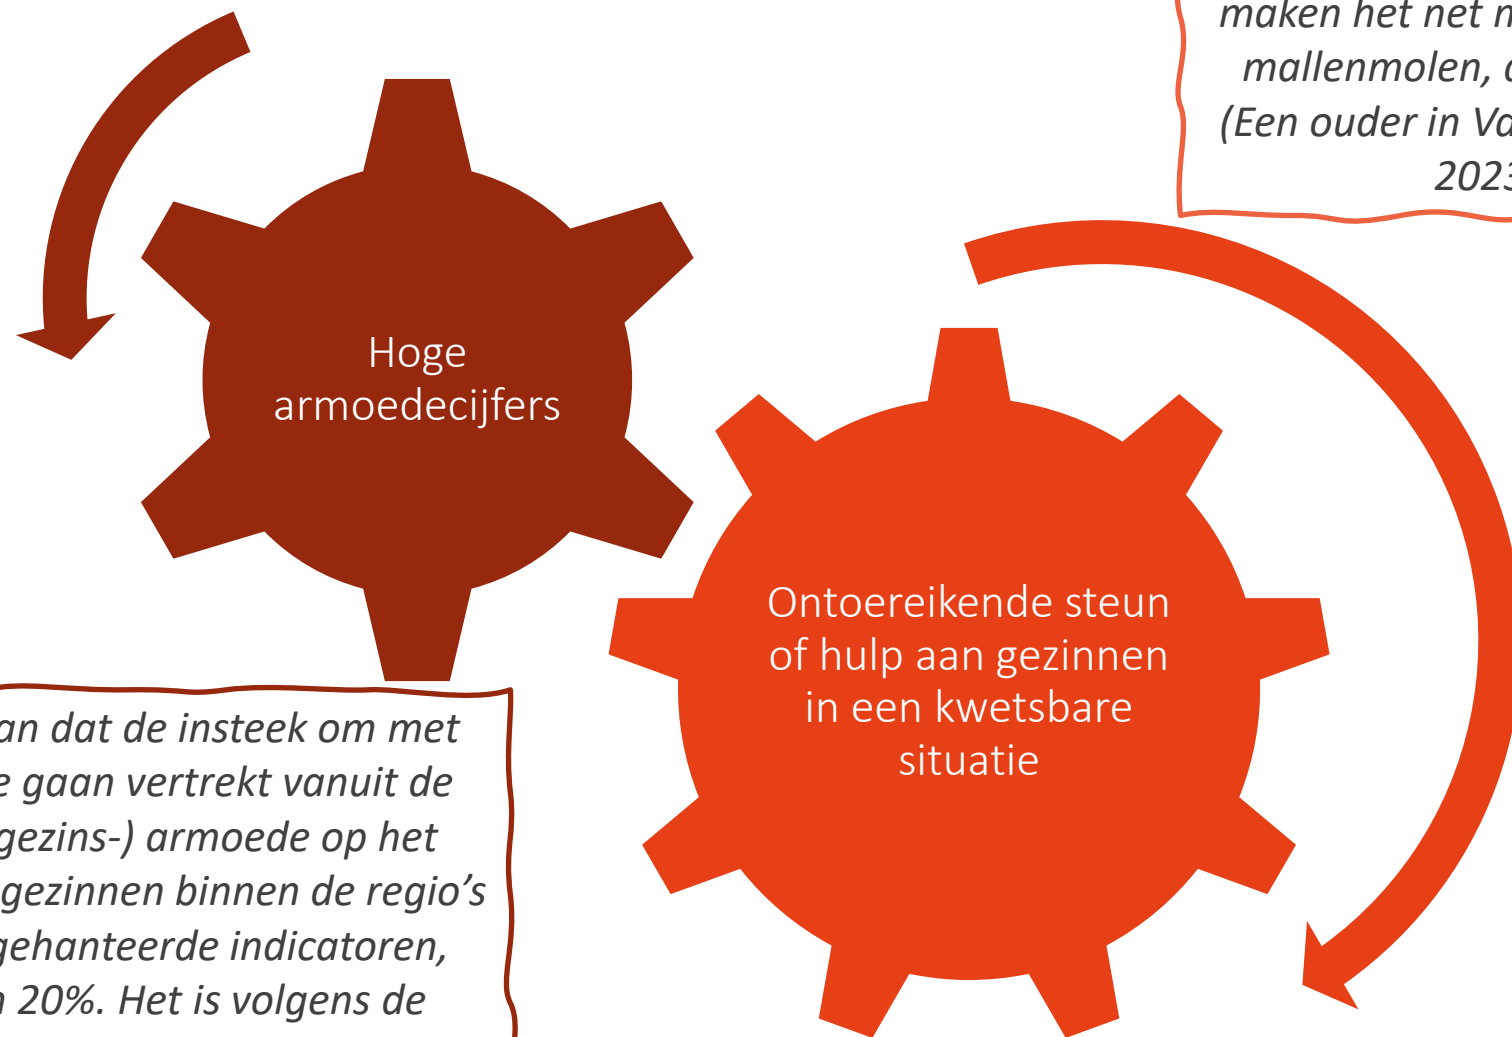 maken het net
mallenmolen,
(Een ouder in
2023
Hoge
armoedecijfers
Ontoereikende steun
of hulp aan gezinnen
in een kwetsbare
situatie
dat de insteek om met
gaan vertrekt vanuit de
gezins-) armoede op het
gezinnen binnen de regio's
gehanteerde indicatoren,
20%. Het is volgens de